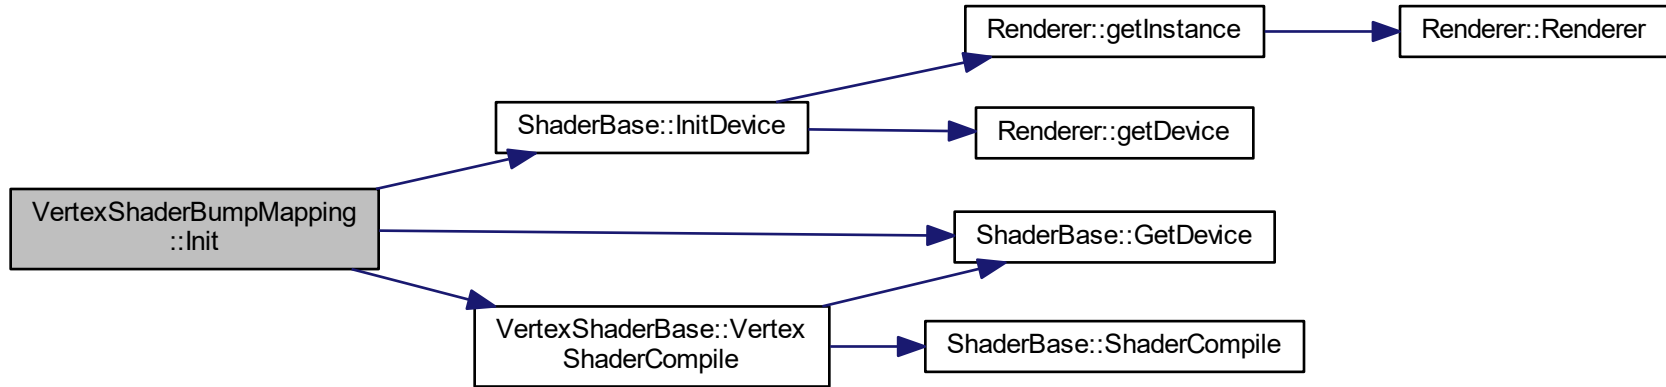 Renderer::getInstance
Renderer::Renderer
ShaderBase::InitDevice
Renderer::getDevice
VertexShaderBumpMapping
::Init
ShaderBase::GetDevice
VertexShaderBase::Vertex
ShaderCompile
ShaderBase::ShaderCompile